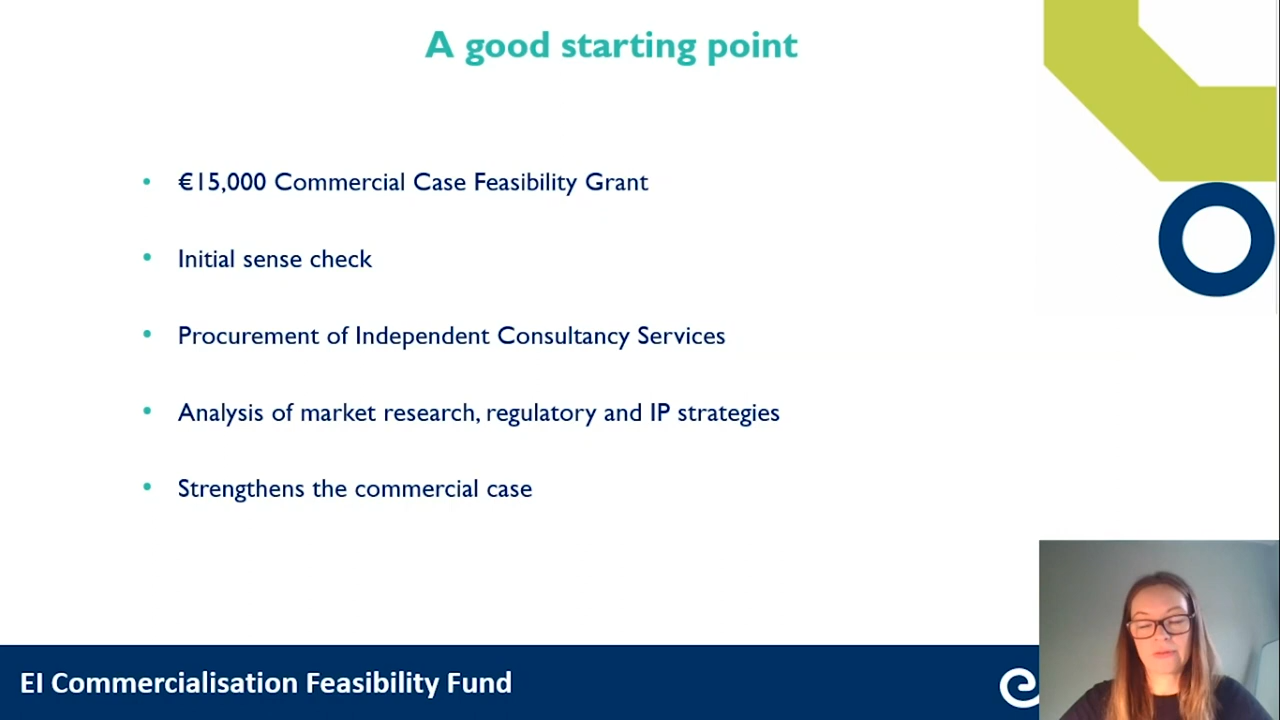 A good starting point
• €15,000 Commercial Case Feasibility Grant
• Initial sense check
• Procurement of Independent Consultancy Services
• Analysis of market research, regulatory and IP strategies
• Strengthens the commercial case
EI Commercialisation Feasibility Fund